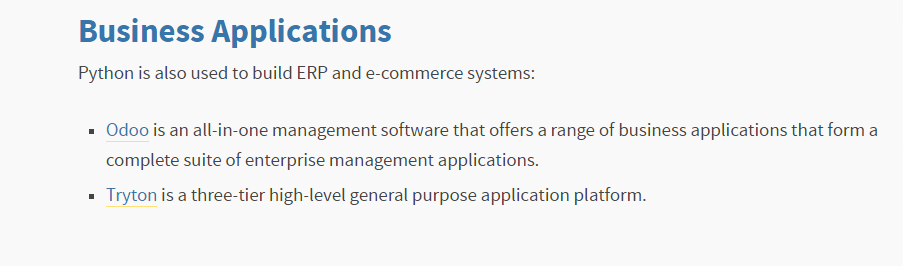 Business Applications
Python is also used to build ERP and e-commerce systems:
▪ Odoo is an all-in-one management software that offers a range of business applications that form a
complete suite of enterprise management applications.
▪ Tryton is a three-tier high-level general purpose application platform.